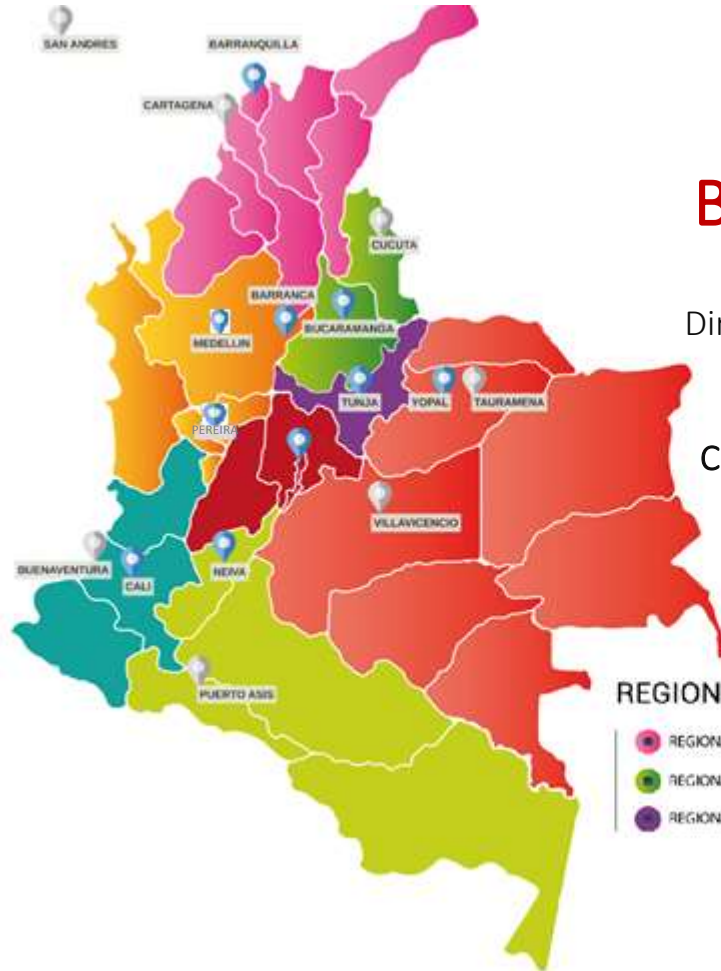 SAN ANDRES
BARRANQUILLA
CARTAGENA
CUCUTA
BARRANCA
BUCARAMANGA
MEDELLIN
TUNJA
YOPAL
TAURAMENA
PEREIRA
VILLAVICENCIO
BUENAVENTURA
CALI
NEIVA
PUERTO ASIS
B
Dir
C
REGION
REGION
REGION
REGION